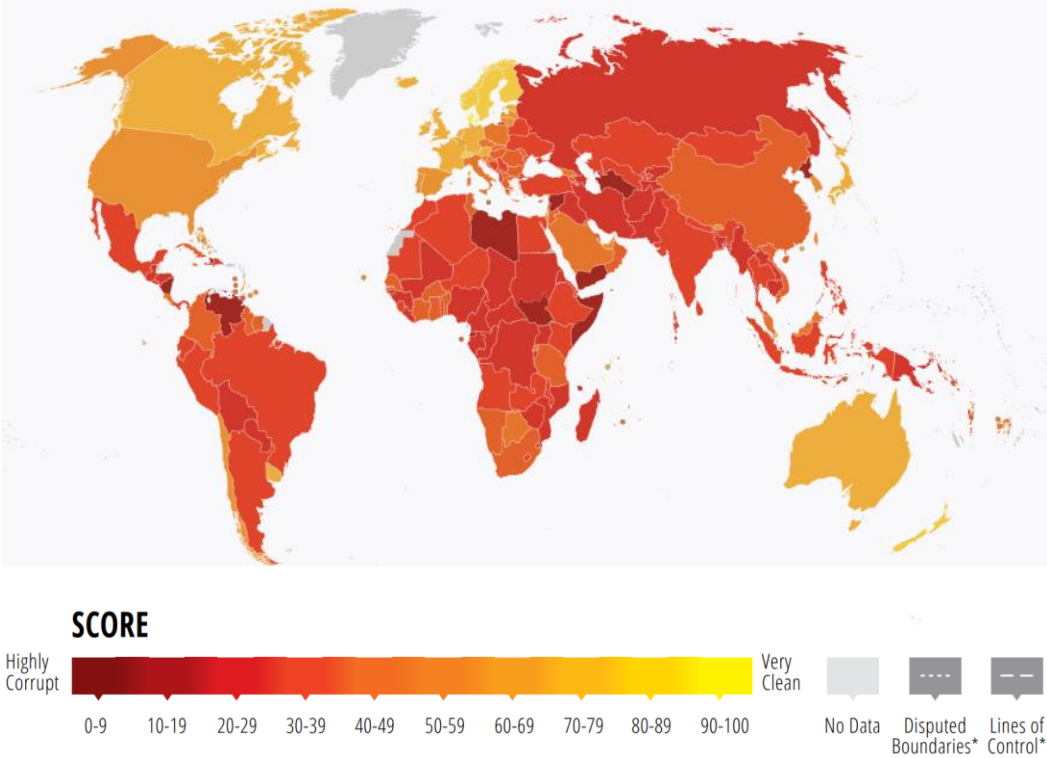 SCORE
Highly
Corrupt
Very
Clean
0-9 10-19 20-29 30-39 40-49 50-59 60-69 70-79 80-89 90-100
No Data
Disputed
Boundaries*
Lines of
Control*